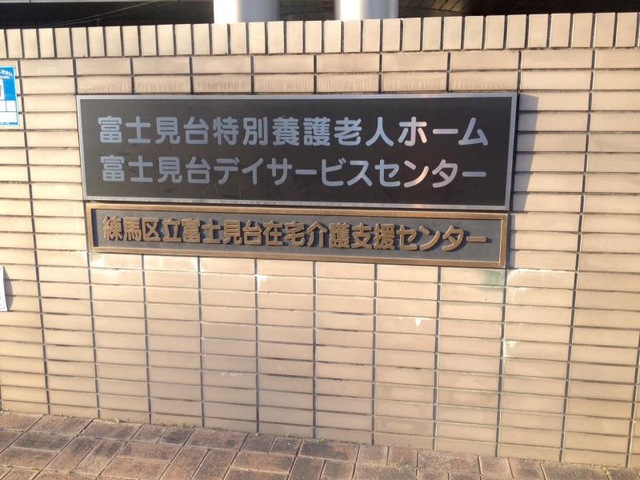 富士見台特別養護老人ホーム
富士見台デイサービスセンター
練馬区立富士見台在宅介護支援センター